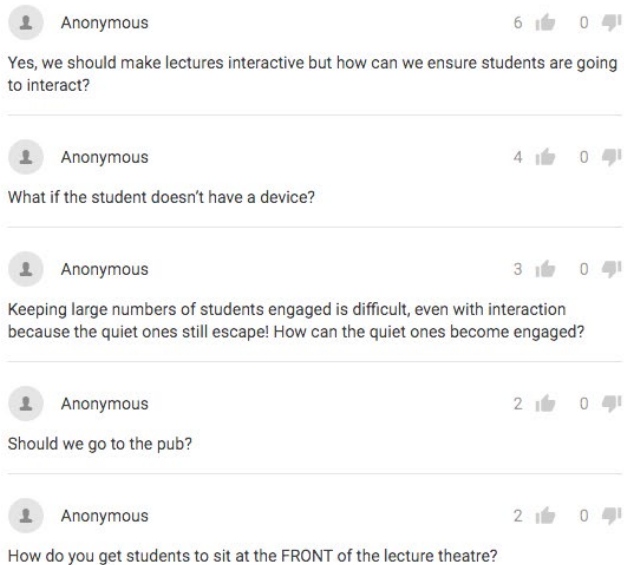 Anonymous 6 0
Yes, we should make lectures interactive but how can we ensure students are going
to interact?
Anonymous 4 0
What if the student doesn't have a device?
Anonymous 3 0
Keeping large numbers of students engaged is difficult, even with interaction
because the quiet ones still escape! How can the quiet ones become engaged?
Anonymous 2 0
Should we go to the pub?
Anonymous 2 0
How do you get students to sit at the FRONT of the lecture theatre?